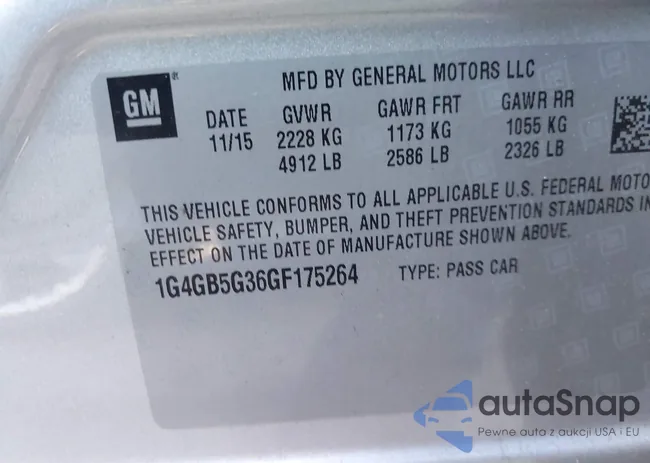 GM
MFD BY GENERAL MOTORS LLC
DATE GVWR GAWR FRT GAWR RR
11/15 2228 KG 1173 KG 1055 KG
4912 LB 2586 LB 2326 LB
THIS VEHICLE CONFORMS TO ALL APPLICABLE U.S. FEDERAL MOTO
VEHICLE SAFETY, BUMPER, AND THEFT PREVENTION STANDARDS IN
EFFECT ON THE DATE OF MANUFACTURE SHOWN ABOVE.
1G4GB5G36GF175264 TYPE: PASS CAR
autoSnap
Pewne auto z aukcji USA i EU